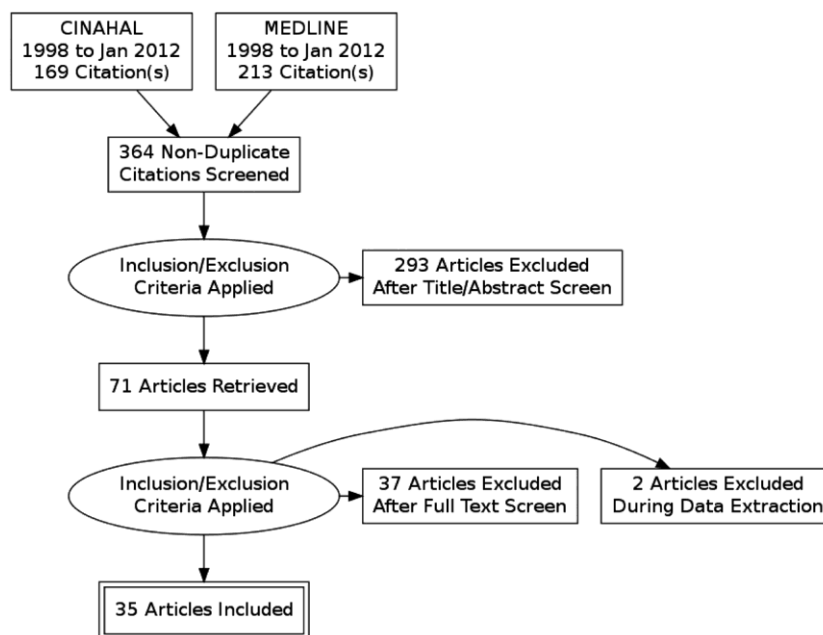 CINAHAL
1998 to Jan 2012
169 Citation(s)
MEDLINE
1998 to Jan 2012
213 Citation(s)
364 Non-Duplicate
Citations Screened
Inclusion/Exclusion
Criteria Applied
293 Articles Excluded
After Title/Abstract Screen
71 Articles Retrieved
Inclusion/Exclusion
Criteria Applied
37 Articles Excluded
After Full Text Screen
2 Articles Excluded
During Data Extraction
35 Articles Included